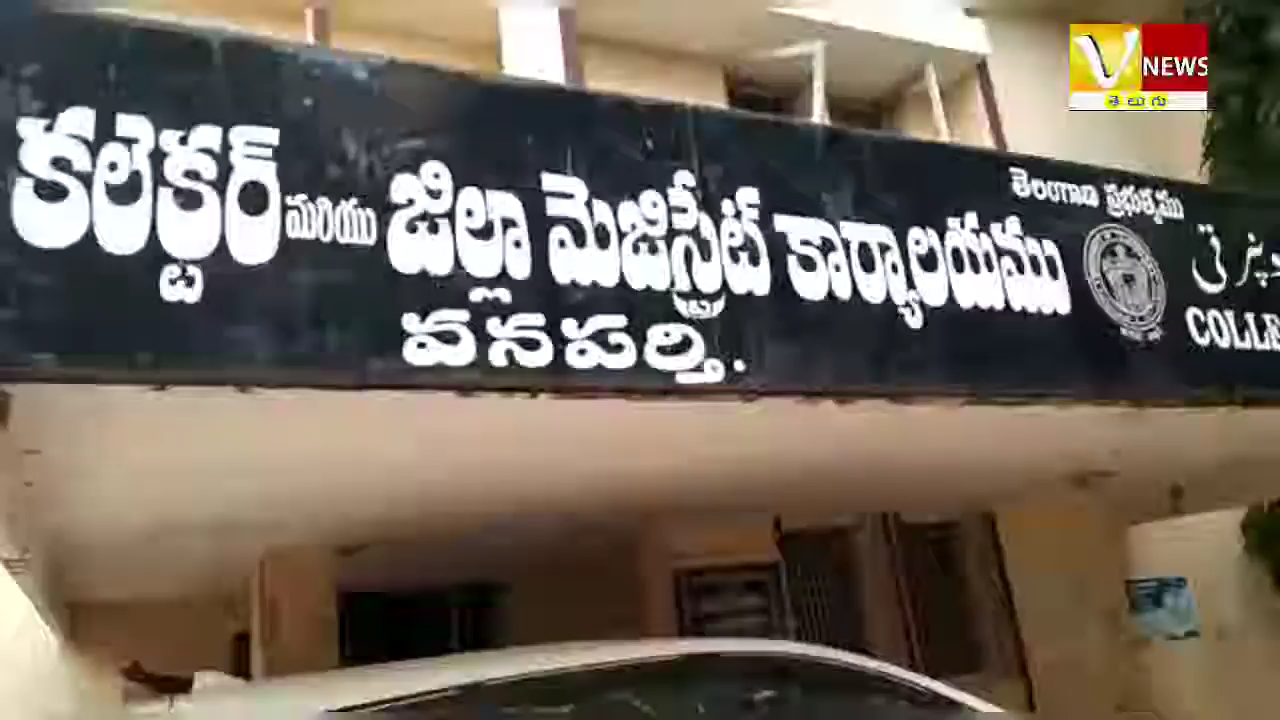 V NEWS
తెలుగు
తెలంగాణ ప్రభుత్వము
కలెక్టర్ మరియు జిల్లా మెజిస్ట్రేట్ కార్యాలయము
వనపర్తి.
COLLE